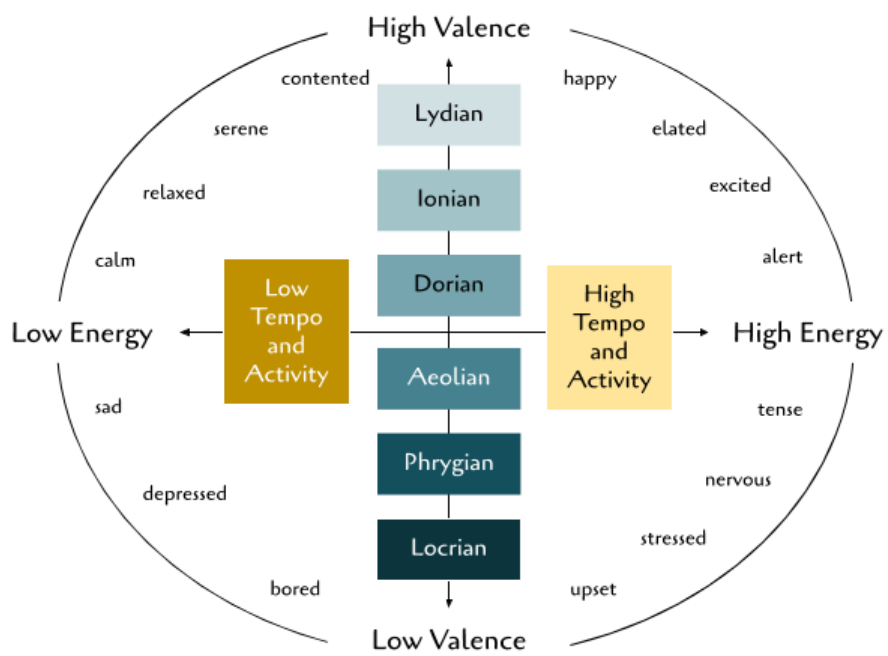 High Valence
contented
happy
Lydian
serene
elated
relaxed
Ionian
excited
calm
Dorian
alert
Low Energy
Low
Tempo
and
Activity
High
Tempo
and
Activity
High Energy
Aeolian
sad
tense
Phrygian
depressed
nervous
Locrian
stressed
bored
upset
Low Valence